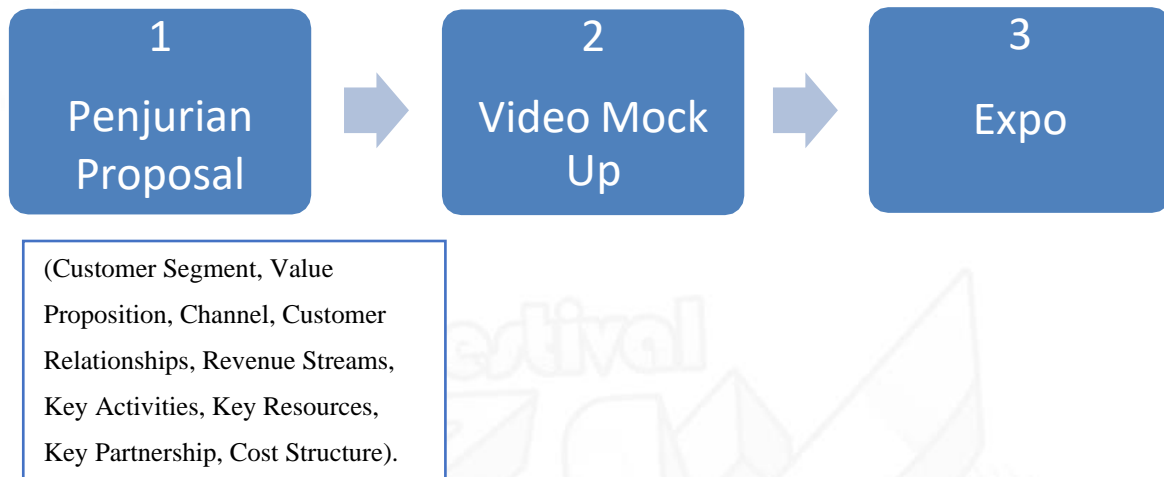 1
Penjurian
Proposal
2
Video Mock
Up
3
Expo
(Customer Segment, Value
Proposition, Channel, Customer
Relationships, Revenue Streams,
Key Activities, Key Resources,
Key Partnership, Cost Structure).
estival